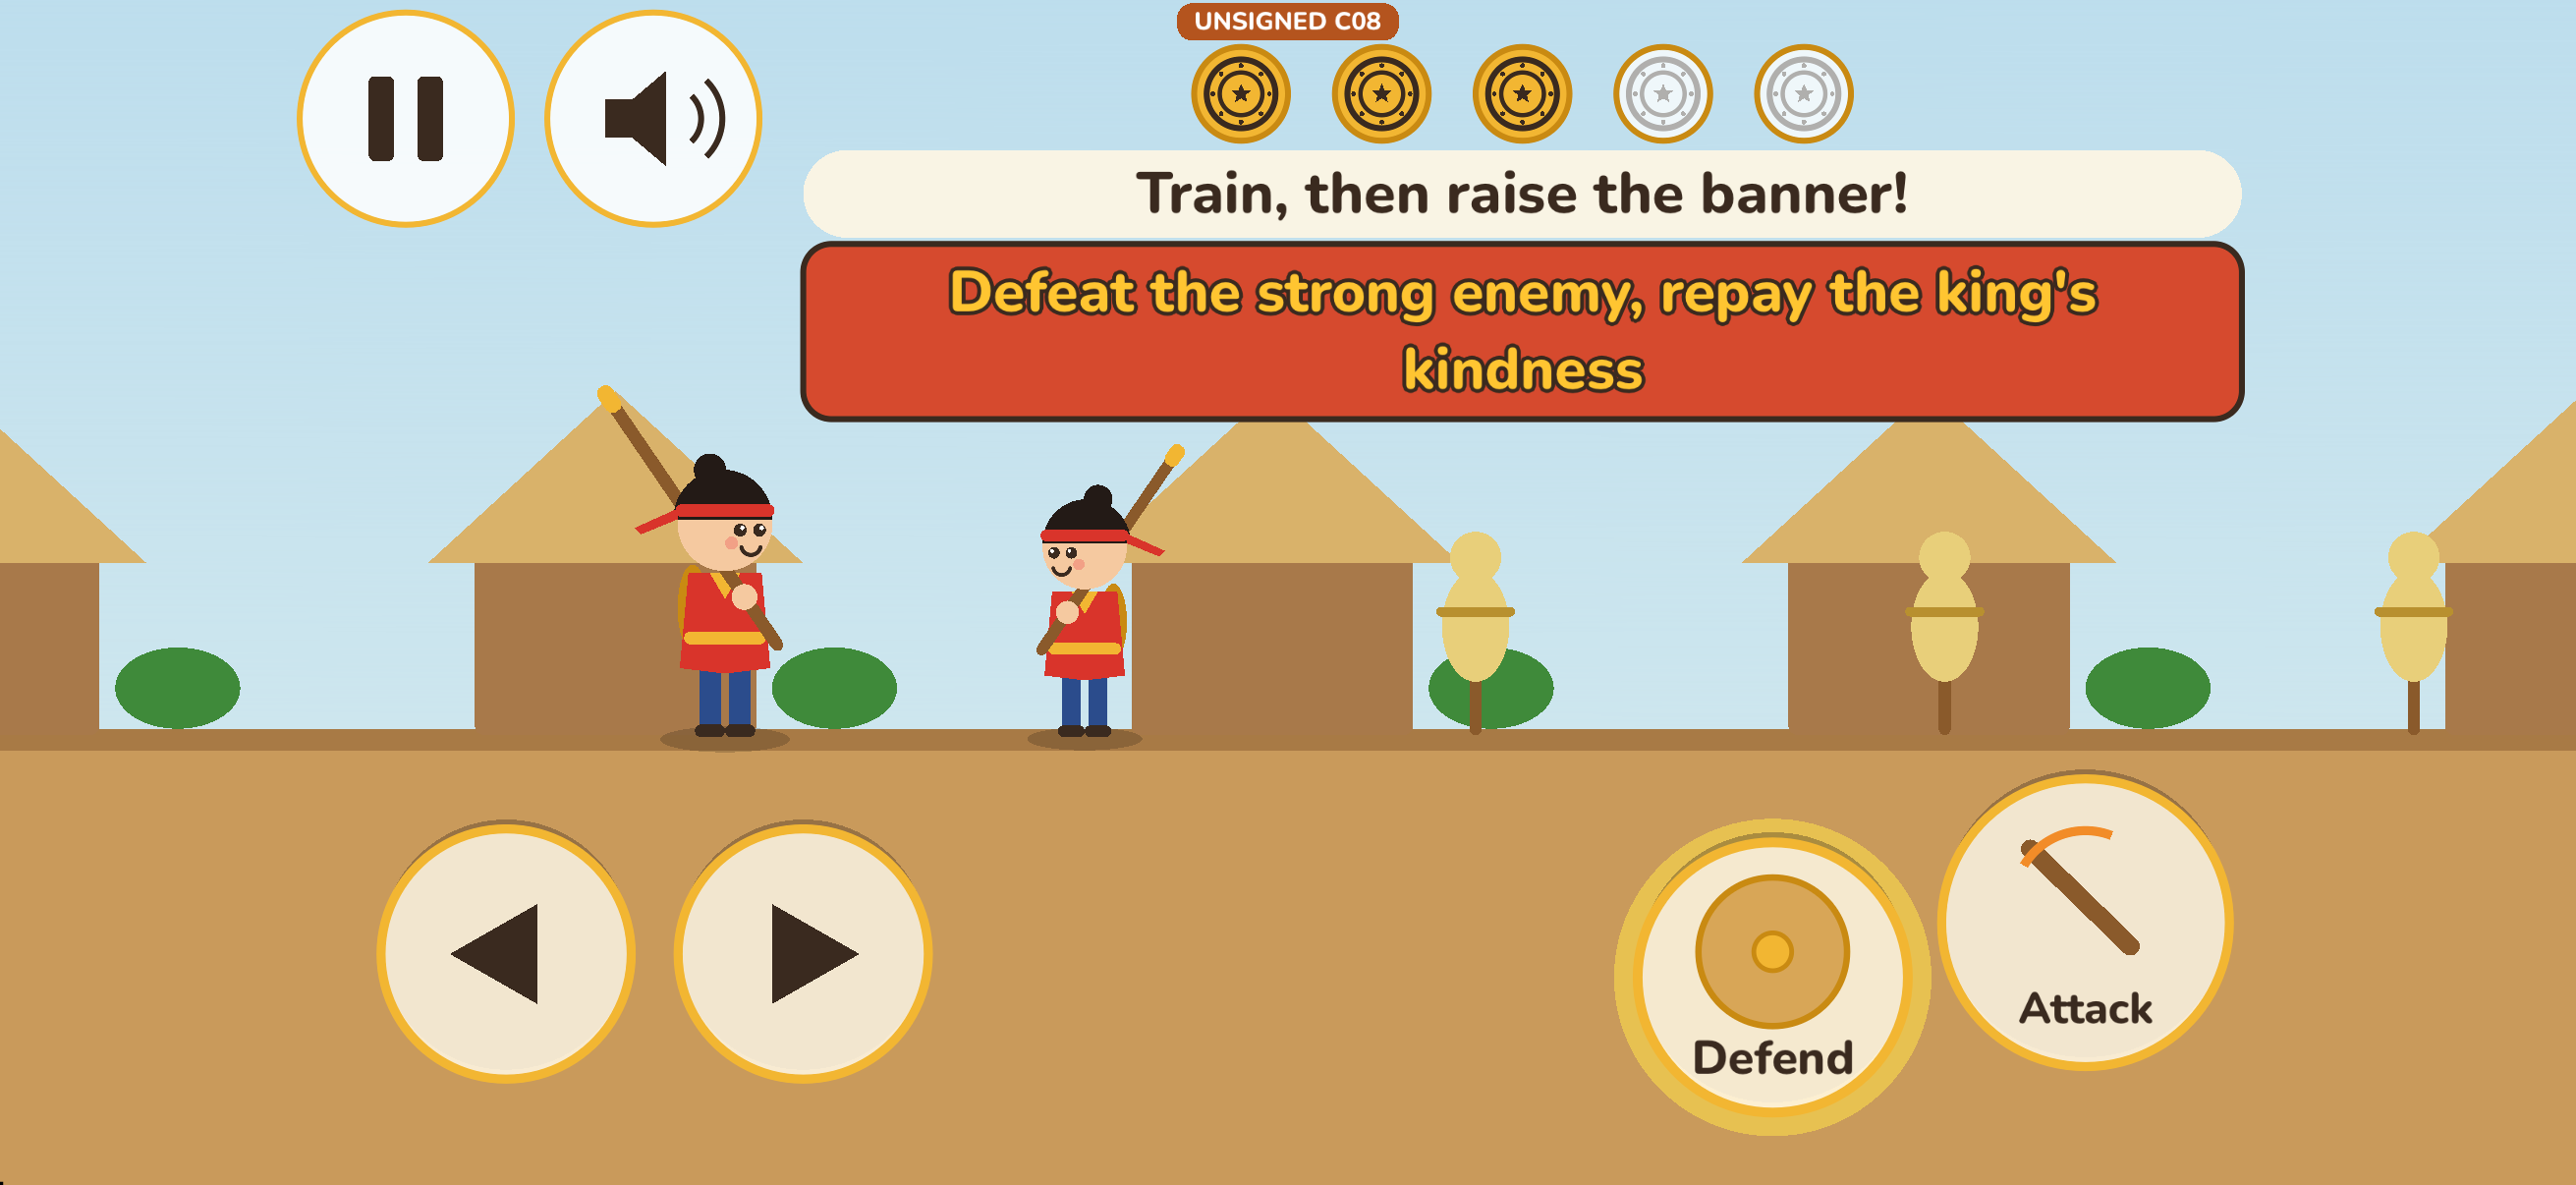 UNSIGNED C08
Train, then raise the banner!
Defeat the strong enemy, repay the king's
kindness
Attack
Defend